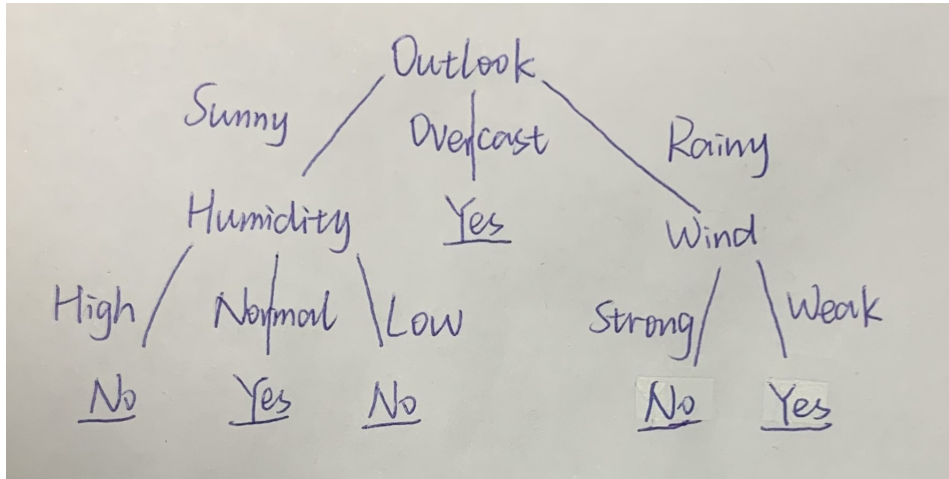 Outlook
Sunny Overcast Rainy
Humidity Yes Wind
High Normal Low Strong Weak
No Yes No No Yes